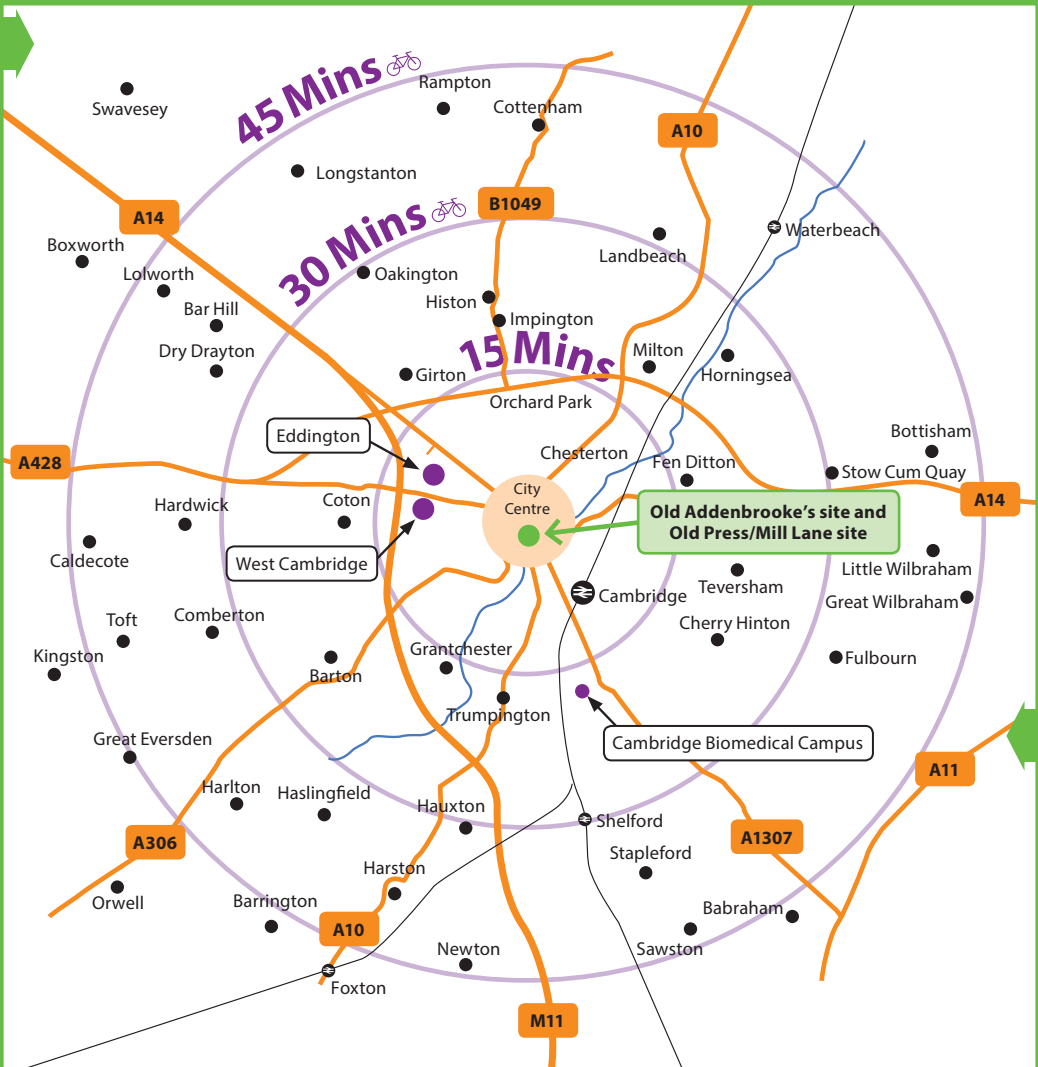 45 Mins
Rampton
Swavesey
Cottenham
A10
Longstanton
B1049
A14
30 Mins
Waterbeach
Boxworth
Landbeach
Lolworth
Oakington
Histon
Bar Hill
Impington
15 Mins
Dry Drayton
Milton
Girton
Horningsea
Orchard Park
Eddington
Bottisham
Chesterton
A428
Fen Ditton
Stow Cum Quay
City
Centre
Coton
A14
Hardwick
Old Addenbrooke's site and
Old Press/Mill Lane site
Caldecote
West Cambridge
Little Wilbraham
Teversham
Cambridge
Great Wilbraham
Comberton
Toft
Cherry Hinton
Grantchester
Kingston
Fulbourn
Barton
Trumpington
Great Eversden
Cambridge Biomedical Campus
A11
Harlton
Haslingfield
Hauxton
Shelford
A306
A1307
Stapleford
Harston
Orwell
Barrington
Babraham
A10
Newton
Sawston
Foxton
M11